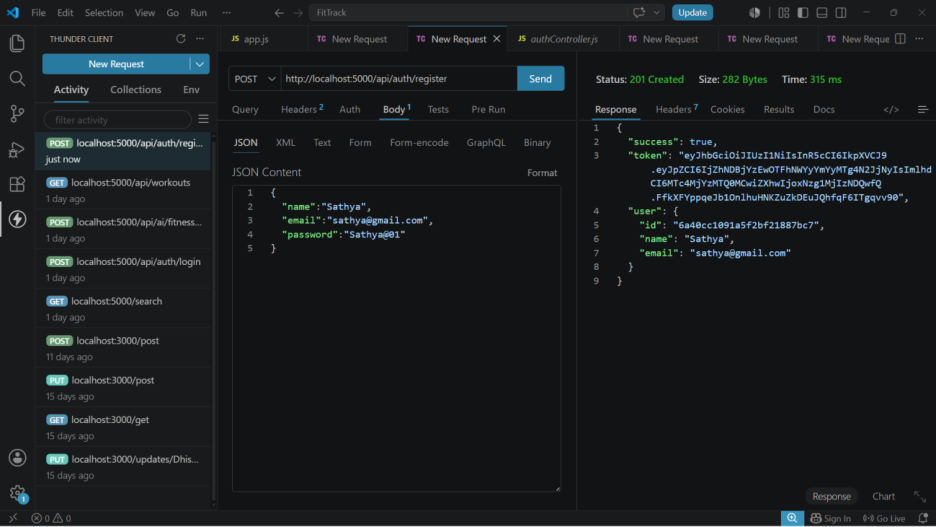 File Edit Selection View Go Run ··· FitTrack Update
THUNDER CLIENT ···
JS app.js TC New Request TC New Request JS authController.js TC New Request TC New Request TC New Reque ···
New Request
Activity Collections Env
filter activity
POST localhost:5000/api/auth/regi...
just now
GET localhost:5000/api/workouts
1 day ago
POST localhost:5000/api/ai/fitness...
1 day ago
POST localhost:5000/api/auth/login
1 day ago
GET localhost:5000/search
1 day ago
POST localhost:3000/post
11 days ago
PUT localhost:3000/post
15 days ago
GET localhost:3000/get
15 days ago
PUT localhost:3000/updates/Dhis...
15 days ago
1
POST http://localhost:5000/api/auth/register Send
Query Headers 2 Auth Body 1 Tests Pre Run
JSON XML Text Form Form-encode GraphQL Binary
JSON Content Format
1 {
2 "name":"Sathya",
3 "email":"sathya@gmail.com",
4 "password":"Sathya@01"
5 }
Status: 201 Created Size: 282 Bytes Time: 315 ms
Response Headers 7 Cookies Results Docs </>
1 {
2 "success": true,
3 "token": "eyJhbGciOiJIUzI1NiIsInR5cCI6IkpXVCJ9
4 "user": {
5 "id": "6a40cc1091a5f2bf21887bc7",
6 "name": "Sathya",
7 "email": "sathya@gmail.com"
8 }
9 }
Response Chart
0 0 Sign In Go Live